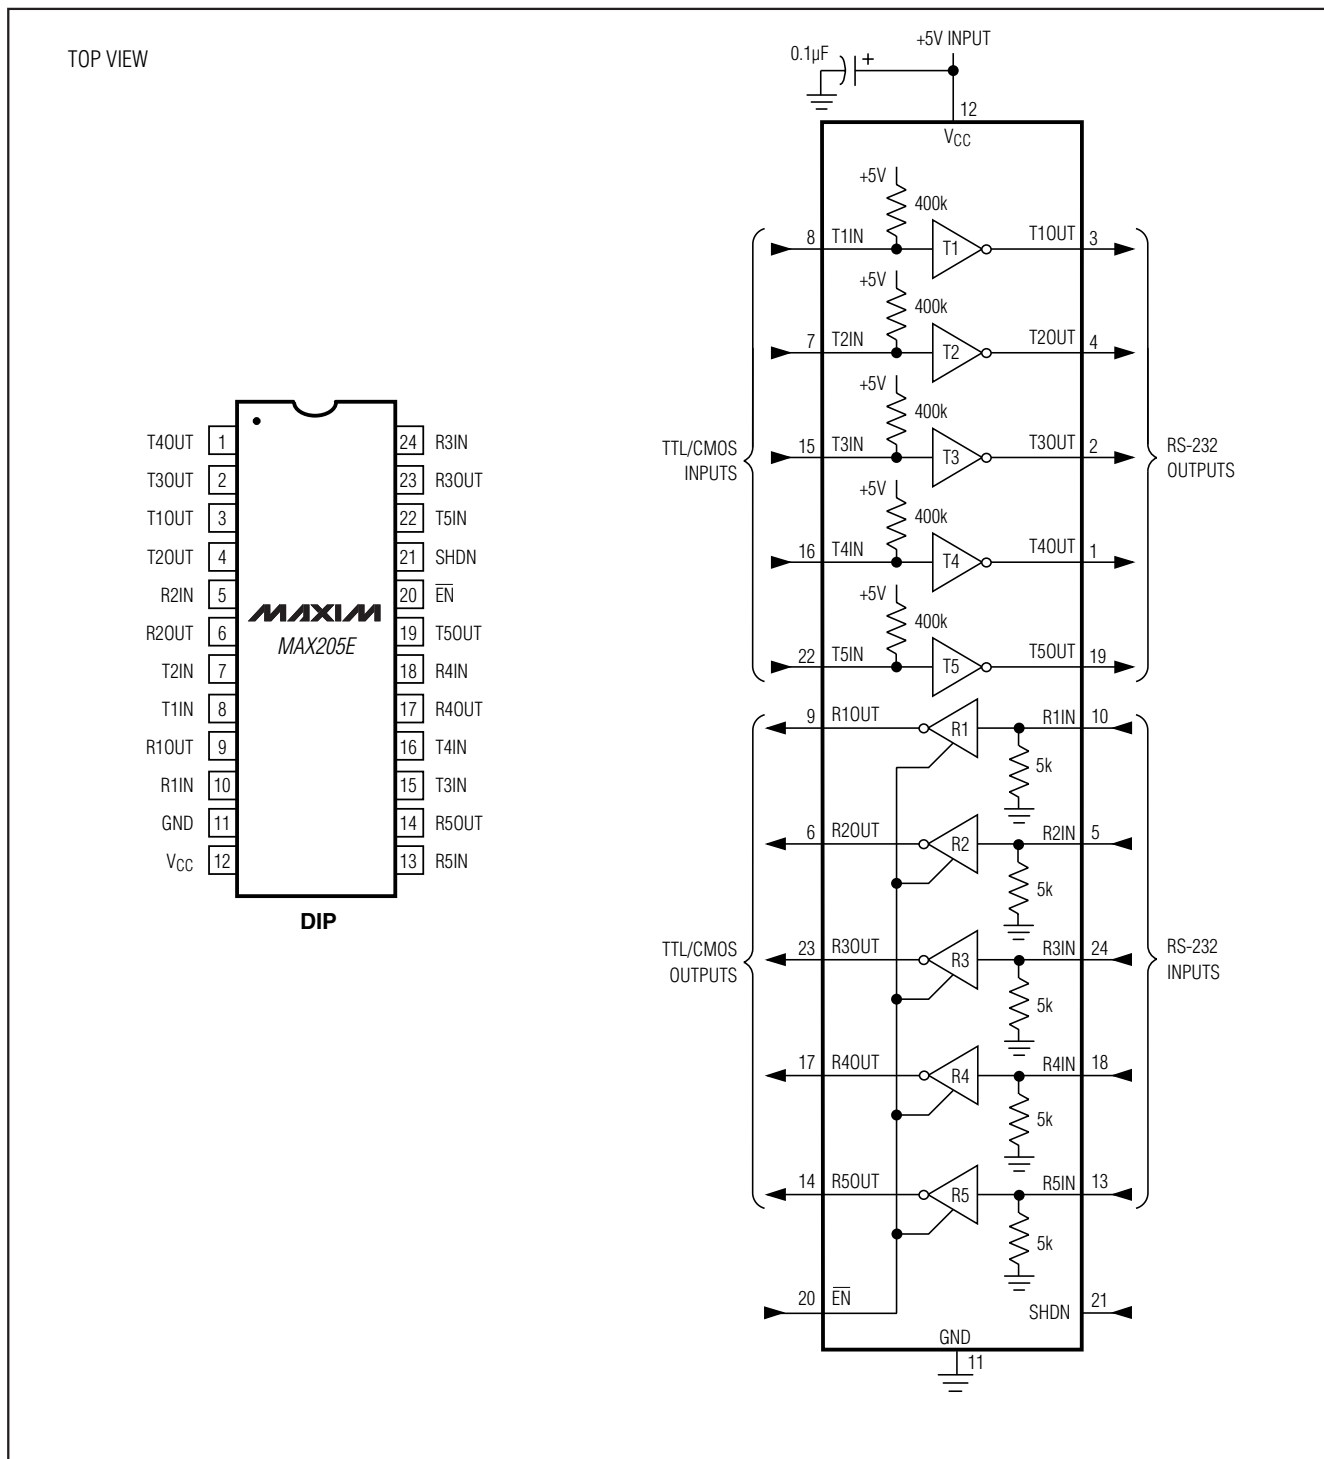 TOP VIEW
T4OUT 1
T3OUT 2
T1OUT 3
T2OUT 4
R2IN 5
R2OUT 6
T2IN 7
T1IN 8
R1OUT 9
R1IN 10
GND 11
VCC 12
24 R3IN
23 R3OUT
22 T5IN
21 SHDN
20 E̅N̅
19 T5OUT
18 R4IN
17 R4OUT
16 T4IN
15 T3IN
14 R5OUT
13 R5IN
MAXIM
MAX205E
DIP
+5V INPUT
0.1µF +
12
VCC
+5V
400k
8 T1IN T1 T1OUT 3
+5V
400k
7 T2IN T2 T2OUT 4
+5V
400k
15 T3IN T3 T3OUT 2
TTL/CMOS
INPUTS
RS-232
OUTPUTS
+5V
400k
16 T4IN T4 T4OUT 1
+5V
400k
22 T5IN T5 T5OUT 19
9 R1OUT R1 R1IN 10
5k
6 R2OUT R2 R2IN 5
5k
23 R3OUT R3 R3IN 24
5k
TTL/CMOS
OUTPUTS
RS-232
INPUTS
17 R4OUT R4 R4IN 18
5k
14 R5OUT R5 R5IN 13
5k
20 E̅N̅
SHDN 21
GND
11